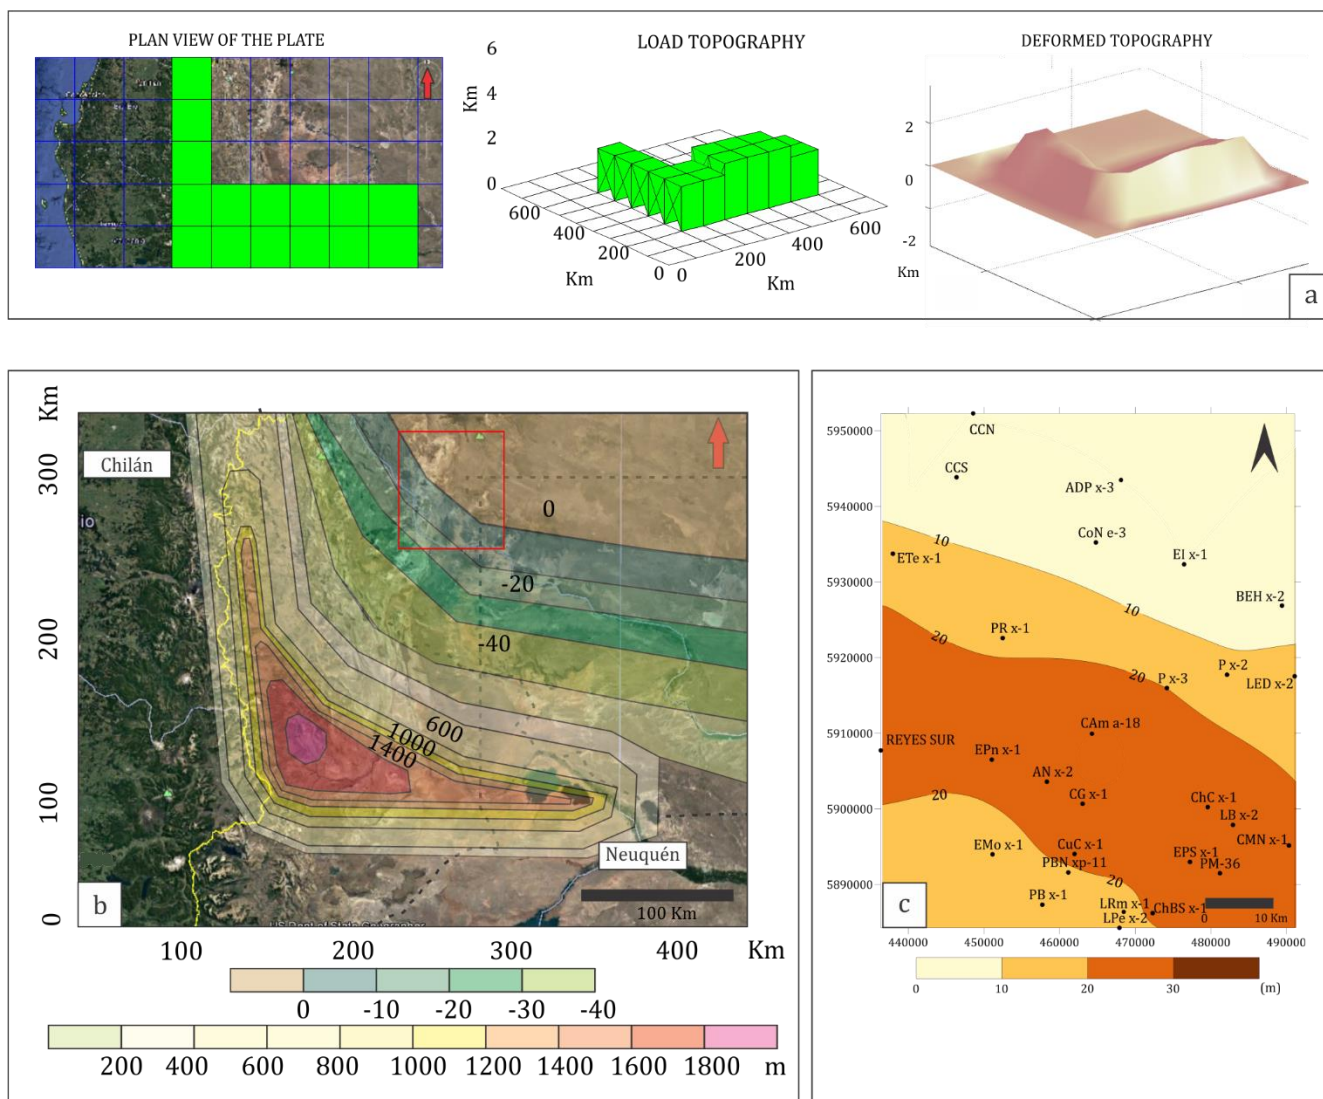 PLAN VIEW OF THE PLATE
LOAD TOPOGRAPHY
DEFORMED TOPOGRAPHY
6
4
2
0
Km
600
400
200
0
Km
0
200
400
600
Km
2
0
-2
Km
a
Km
300
200
100
0
Chilán
io
0
-20
-40
600
1000
1400
Neuquén
100 Km
b
100
200
300
400
Km
0
-10
-20
-30
-40
200
400
600
800
1000
1200
1400
1600
1800
m
5950000
5940000
5930000
5920000
5910000
5900000
5890000
CCN
CCS
ADP x-3
CoN e-3
EI x-1
10
ETe x-1
BEH x-2
10
PR x-1
20
20
P x-3
P x-2
LED x-2
CAm a-18
REYES SUR
EPn x-1
AN x-2
CG x-1
20
ChC x-1
LB x-2
CMN x-1
EMo x-1
CuC x-1
PBN xp-11
EPS x-1
PM-36
20
PB x-1
LRm x-1
LPe x-2
ChBS x-1
0
10 Km
c
440000
450000
460000
470000
480000
490000
0
10
20
30
(m)